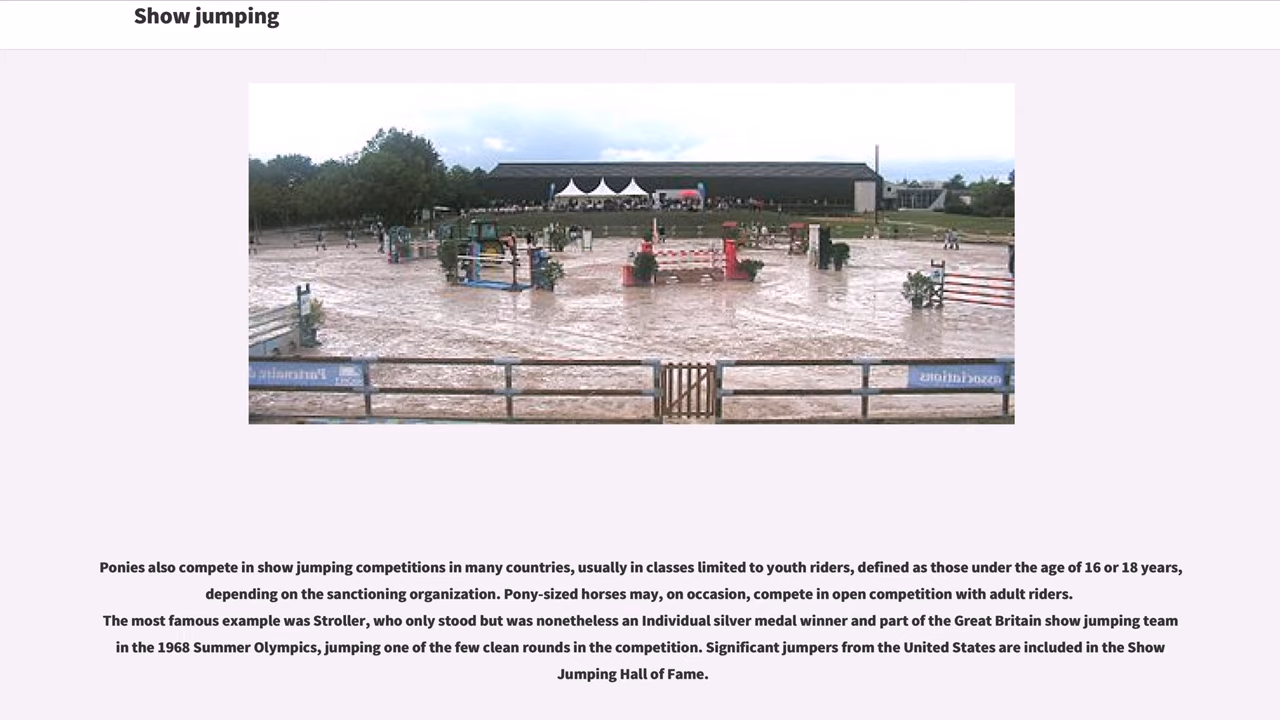 Show jumping
Partenaire d
associations
Ponies also compete in show jumping competitions in many countries, usually in classes limited to youth riders, defined as those under the age of 16 or 18 years,
depending on the sanctioning organization. Pony-sized horses may, on occasion, compete in open competition with adult riders.
The most famous example was Stroller, who only stood but was nonetheless an Individual silver medal winner and part of the Great Britain show jumping team
in the 1968 Summer Olympics, jumping one of the few clean rounds in the competition. Significant jumpers from the United States are included in the Show
Jumping Hall of Fame.